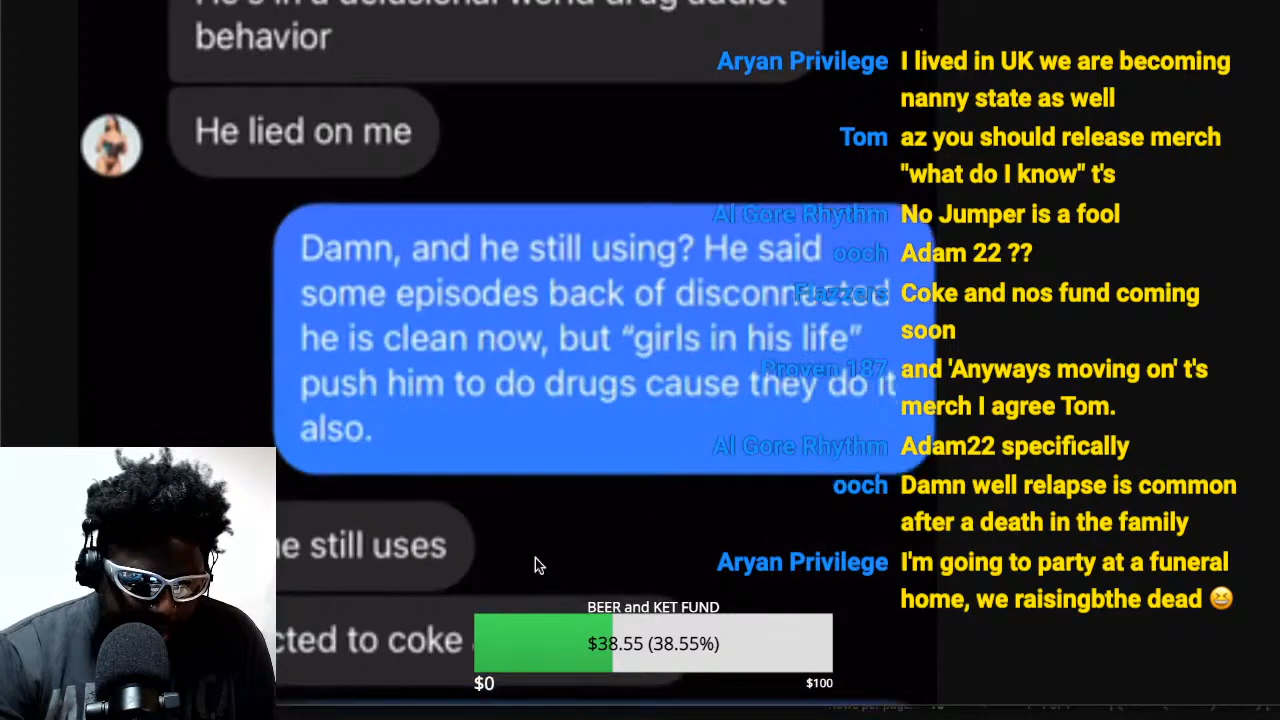 behavior
He lied on me
Damn, and he still using? He said
some episodes back of disconnected
he is clean now, but “girls in his life”
push him to do drugs cause they do it
also.
he still uses
cted to coke
Aryan Privilege I lived in UK we are becoming
nanny state as well
Tom az you should release merch
"what do I know" t's
Al Gore Rhythm No Jumper is a fool
ooch Adam 22 ??
Flazzers Coke and nos fund coming
soon
Proven 187 and 'Anyways moving on' t's
merch I agree Tom.
Al Gore Rhythm Adam22 specifically
ooch Damn well relapse is common
after a death in the family
Aryan Privilege I'm going to party at a funeral
home, we raisingbthe dead 😆
BEER and KET FUND
$38.55 (38.55%)
$0 $100